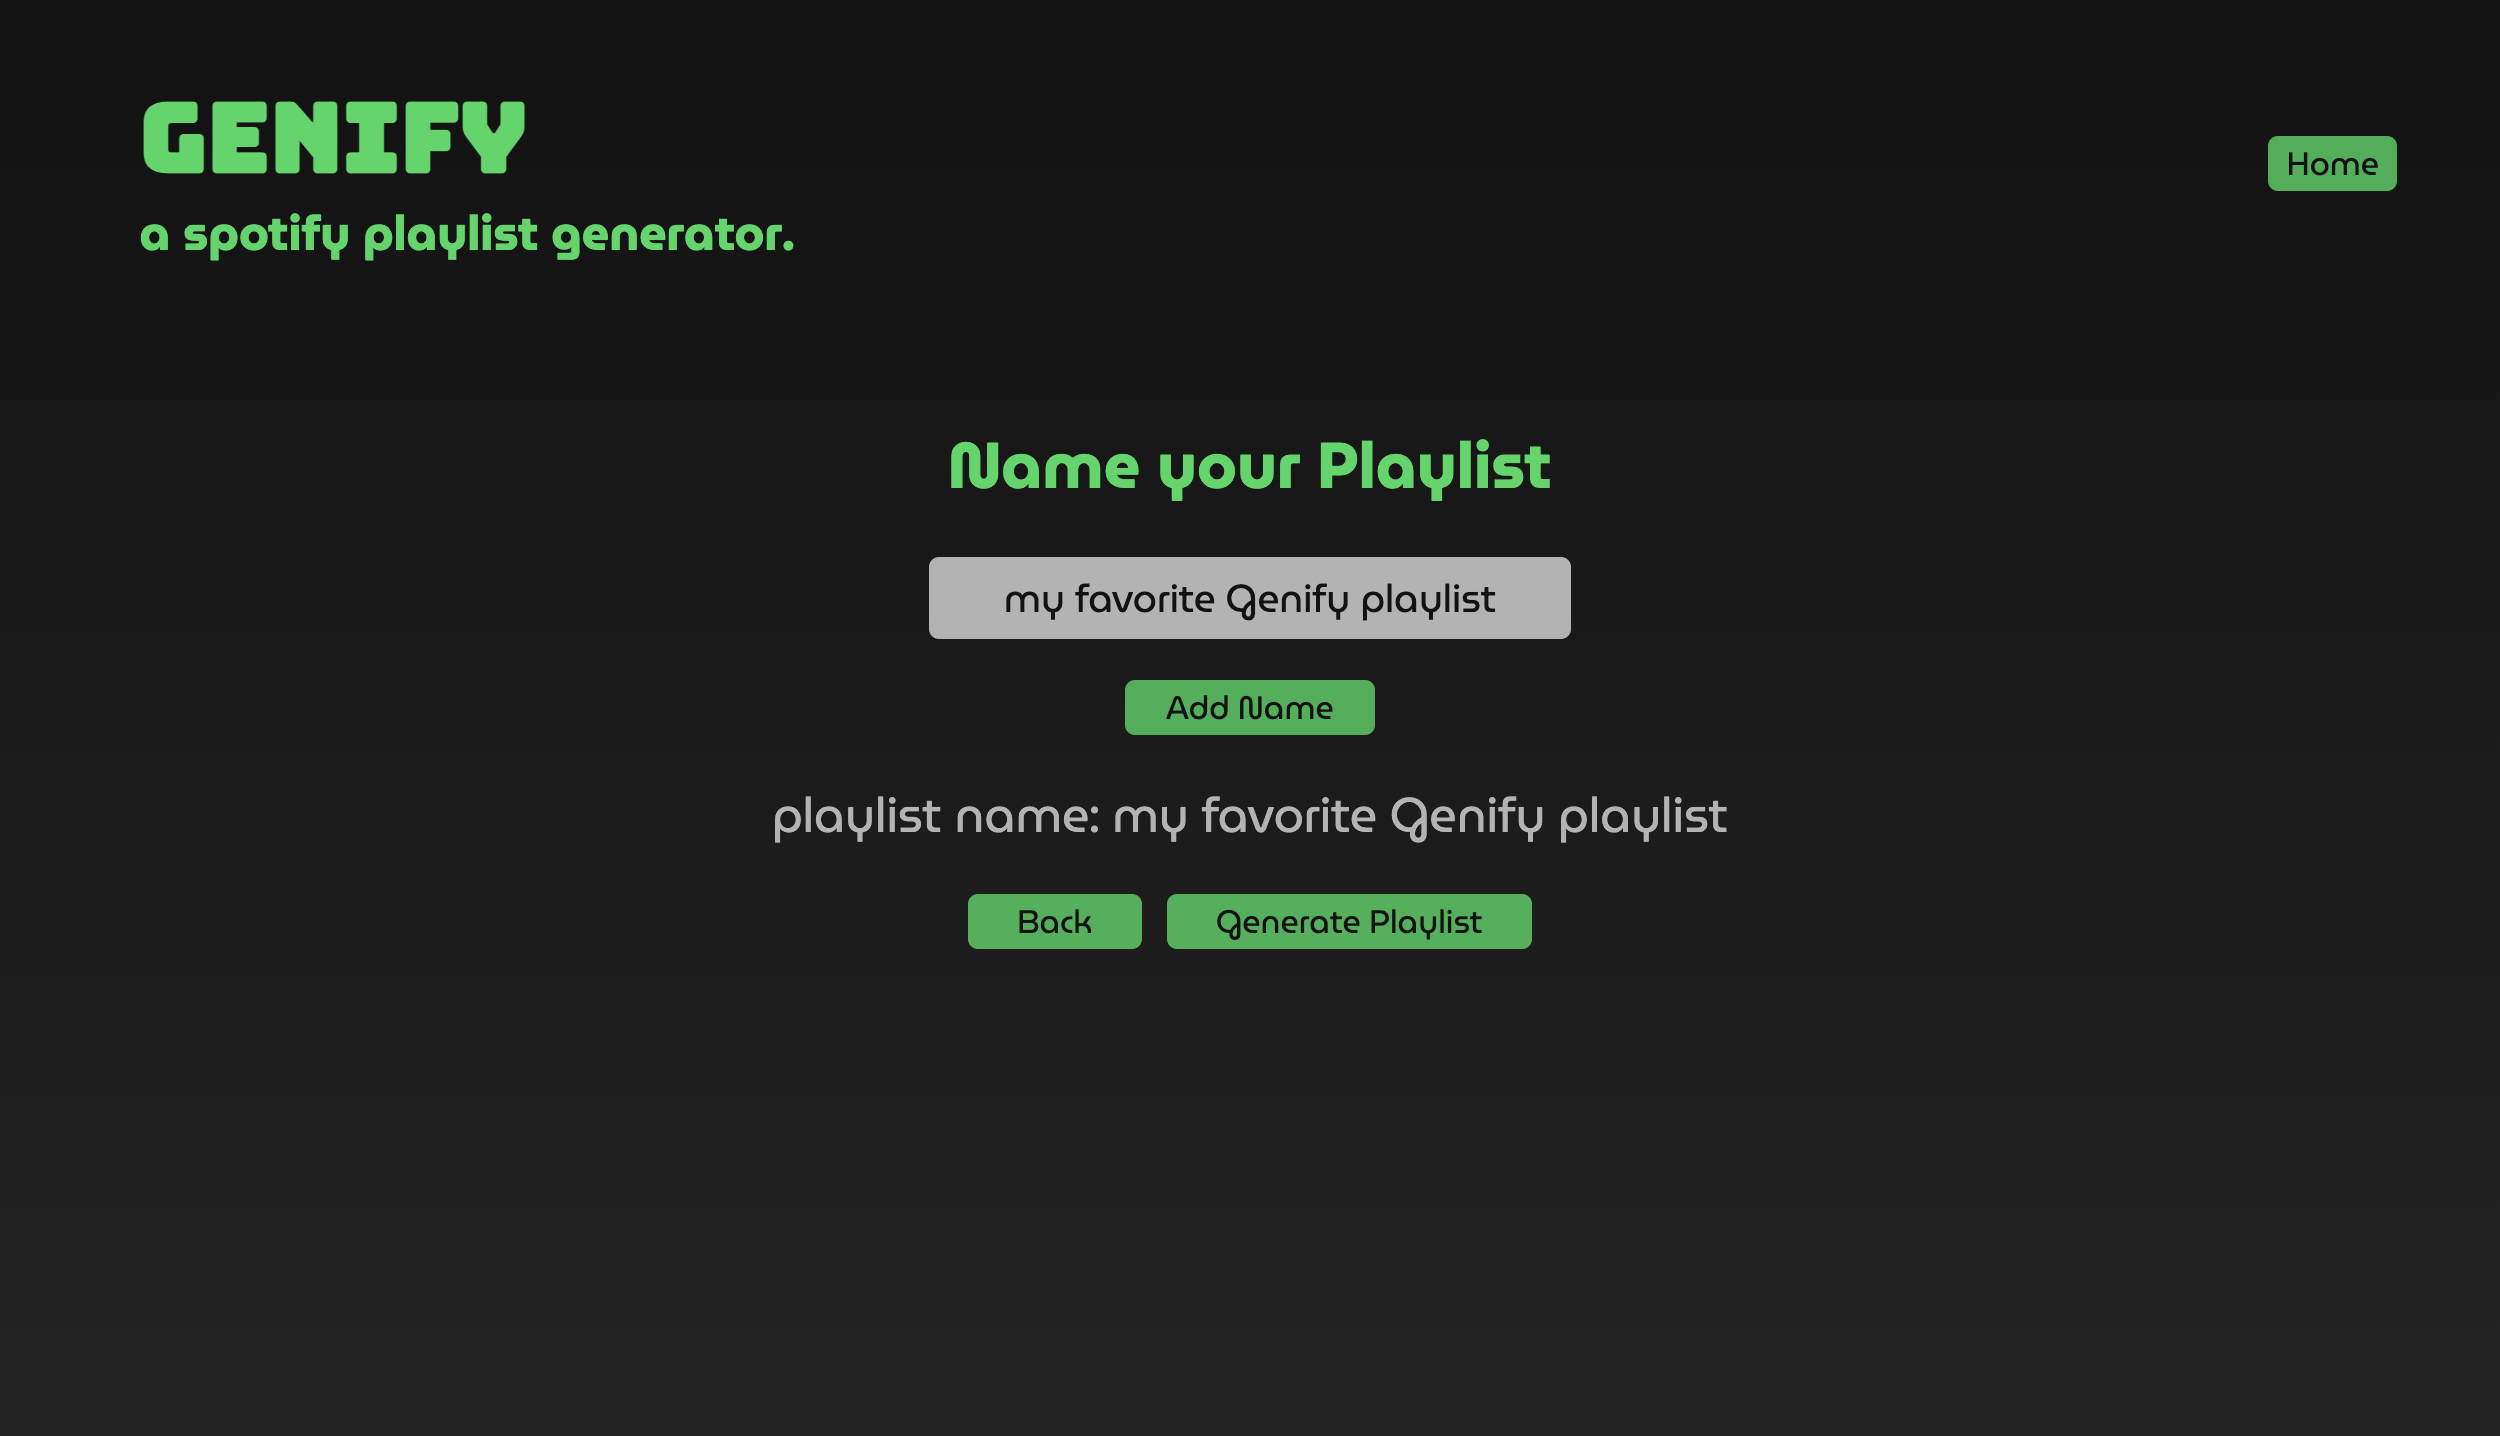 GENIFY
a spotify playlist generator.
Home
Name your Playlist
my favorite Genify playlist
Add Name
playlist name: my favorite Genify playlist
Back
Generate Playlist